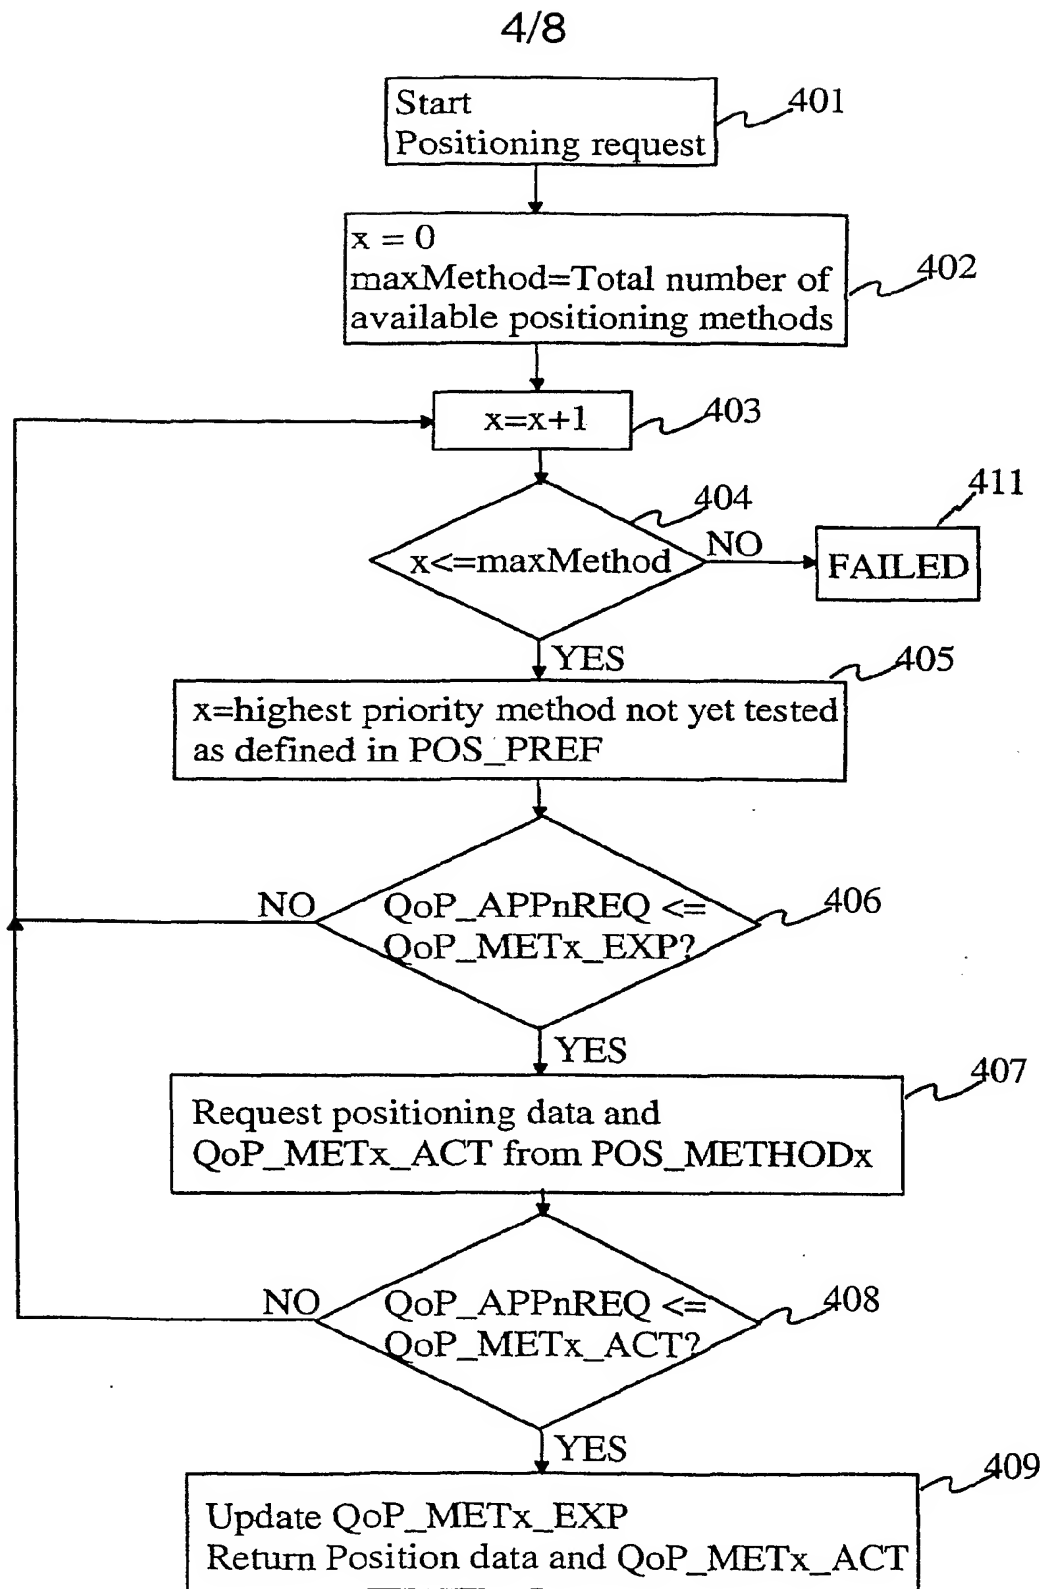 4/8
Start
Positioning request
401
x = 0
maxMethod=Total number of
available positioning methods
402
x=x+1
403
404
411
x<=maxMethod
NO
FAILED
YES
405
x=highest priority method not yet tested
as defined in POS_PREF
NO
QoP_APPnREQ <=
QoP_METx_EXP?
406
YES
407
Request positioning data and
QoP_METx_ACT from POS_METHODx
NO
QoP_APPnREQ <=
QoP_METx_ACT?
408
YES
409
Update QoP_METx_EXP
Return Position data and QoP_METx_ACT